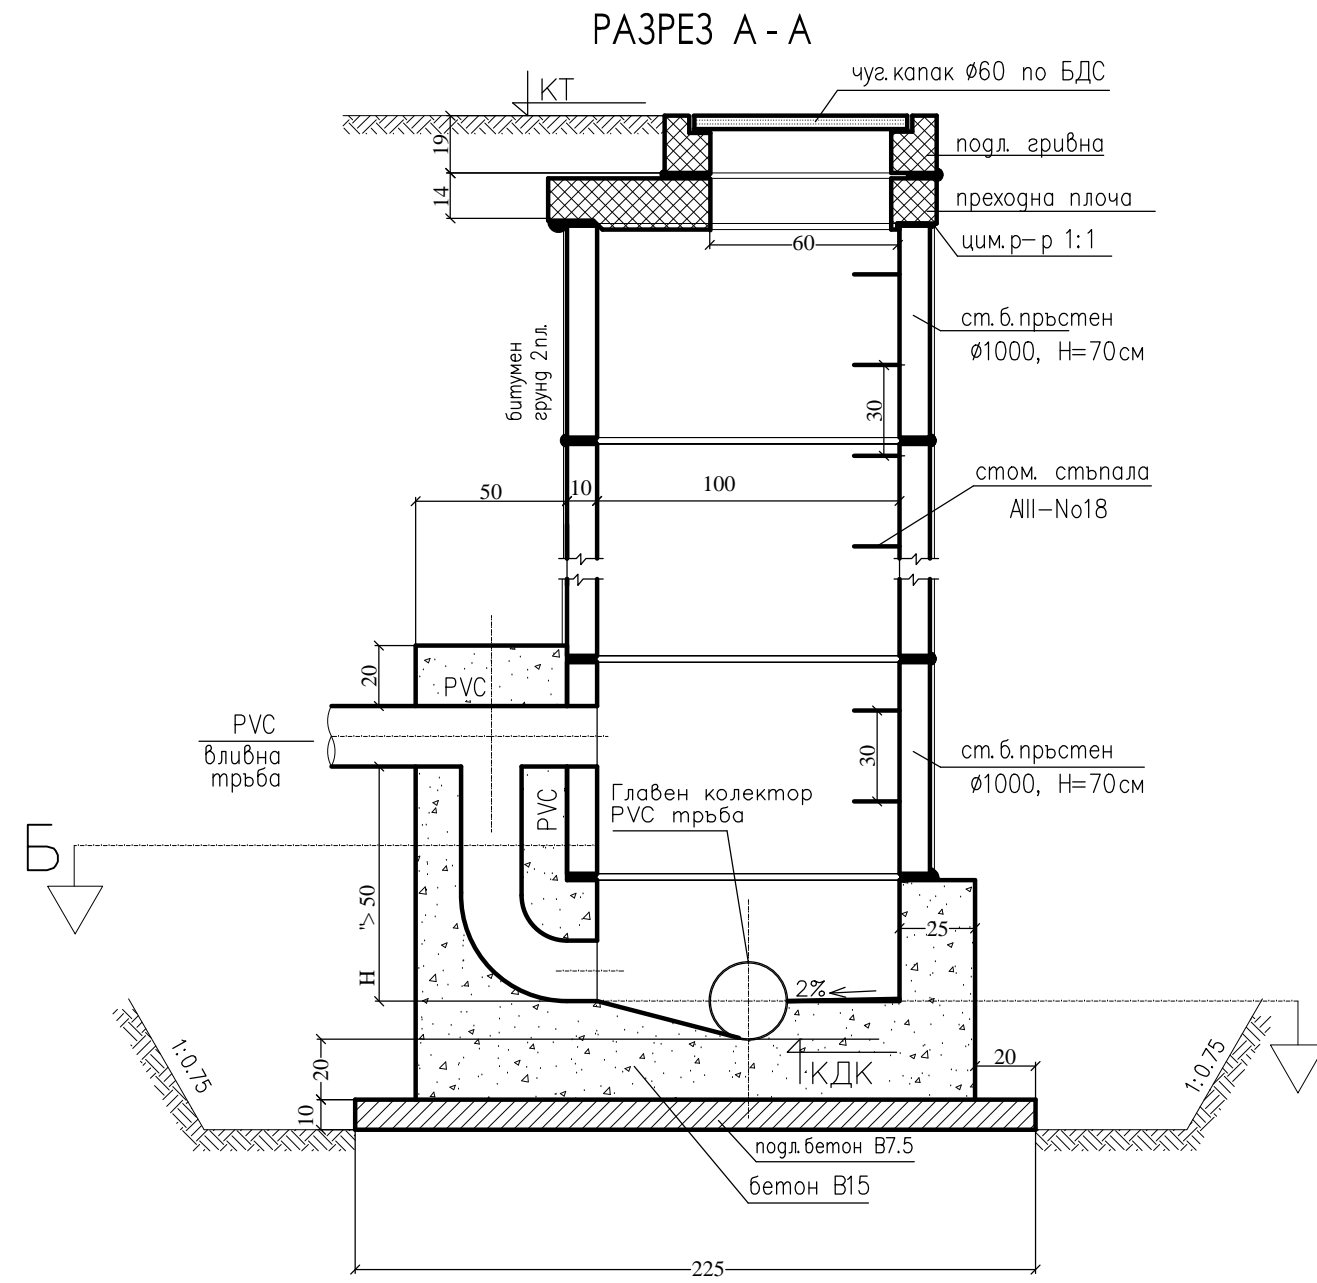 РАЗРЕЗ А - А
чуг.капак Ø60 по БДС
КТ
19
подл. гривна
14
преходна плоча
60
цим.р-р 1:1
ст.б.пръстен
Ø1000, H=70см
битумен
грунд 2пл.
30
стом. стъпала
АIII-No18
50
10
100
20
PVC
PVC
вливна
тръба
30
ст.б.пръстен
Ø1000, H=70см
PVC
Главен колектор
PVC тръба
Б
H "> 50
25
2%
1:0.75
20
КДК
20
1:0.75
10
подл.бетон В7.5
бетон В15
225